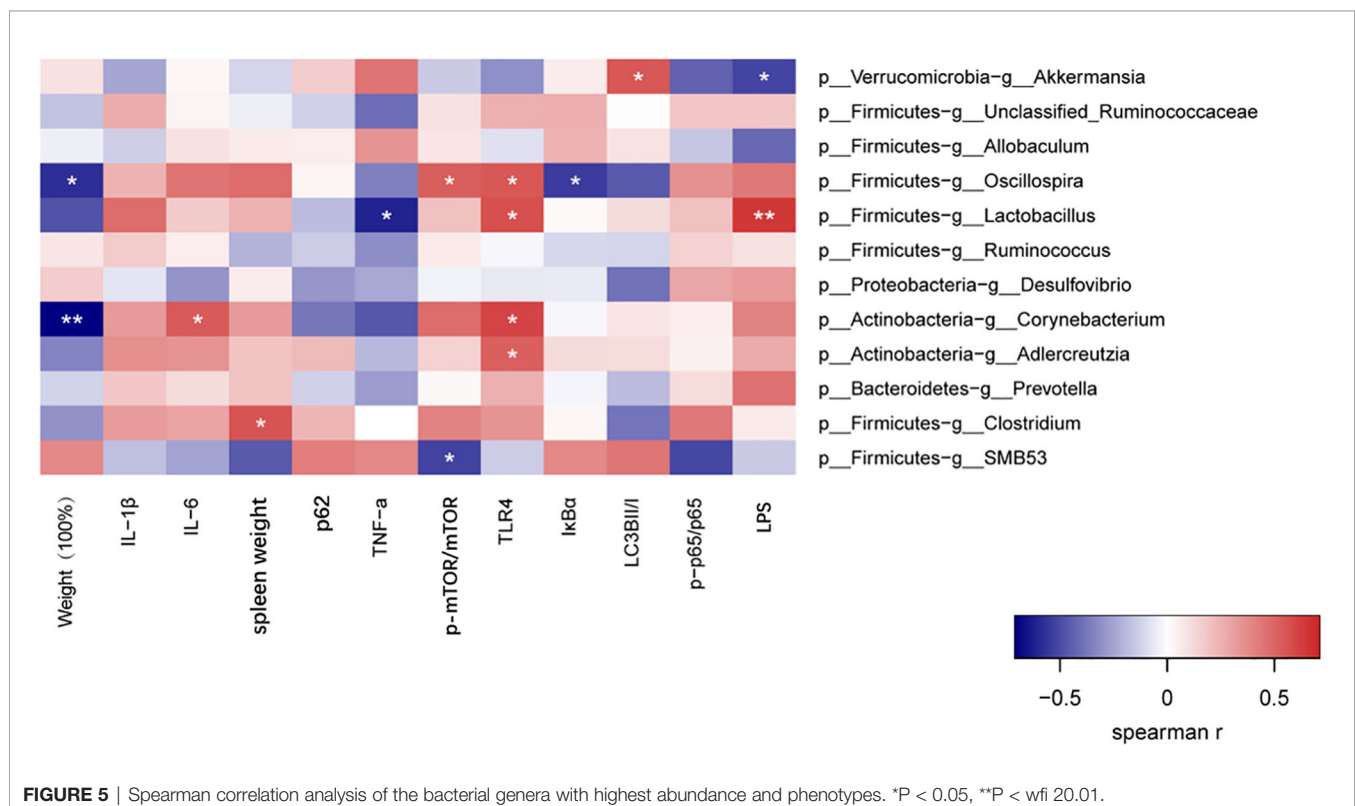 * *
p__Verrucomicrobia-g__Akkermansia
p__Firmicutes-g__Unclassified_Ruminococcaceae
p__Firmicutes-g__Allobaculum
* * * *
p__Firmicutes-g__Oscillospira
* * **
p__Firmicutes-g__Lactobacillus
p__Firmicutes-g__Ruminococcus
p__Proteobacteria-g__Desulfovibrio
** * *
p__Actinobacteria-g__Corynebacterium
*
p__Actinobacteria-g__Adlercreutzia
p__Bacteroidetes-g__Prevotella
*
p__Firmicutes-g__Clostridium
*
p__Firmicutes-g__SMB53
Weight（100%）
IL-1β
IL-6
spleen weight
p62
TNF-a
p-mTOR/mTOR
TLR4
IκBα
LC3BII/I
p-p65/p65
LPS
-0.5 0 0.5
spearman r
FIGURE 5 | Spearman correlation analysis of the bacterial genera with highest abundance and phenotypes. *P < 0.05, **P < wfi 20.01.